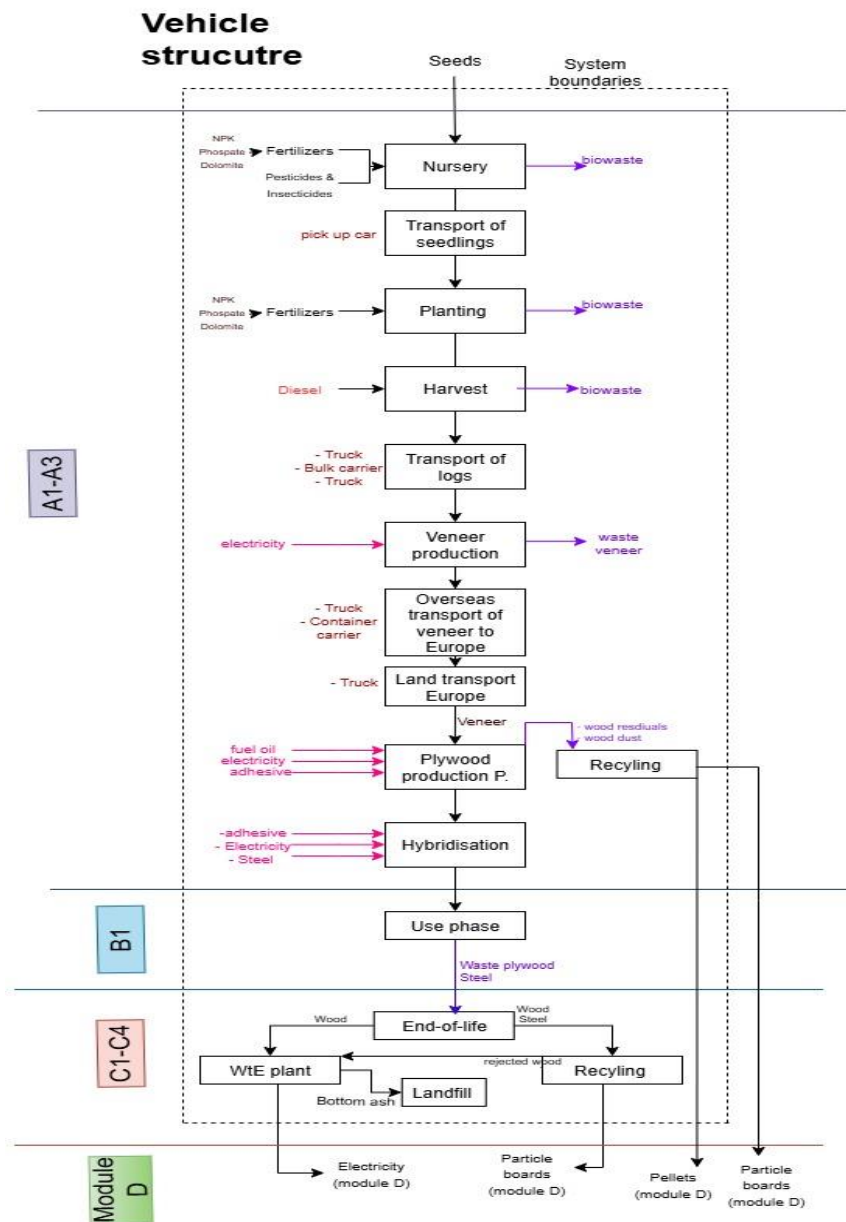 Vehicle
strucutre
Seeds
System
boundaries
NPK
Phospate
Dolomite
Fertilizers
Pesticides &
Insecticides
Nursery
biowaste
pick up car
Transport of
seedlings
NPK
Phospate
Dolomite
Fertilizers
Planting
biowaste
Diesel
Harvest
biowaste
A1-A3
- Truck
- Bulk carrier
- Truck
Transport of
logs
electricity
Veneer
production
waste
veneer
- Truck
- Container
carrier
Overseas
transport of
veneer to
Europe
- Truck
Land transport
Europe
Veneer
- wood resdiuals
- wood dust
fuel oil
electricity
adhesive
Plywood
production P.
Recyling
-adhesive
- Electricity
- Steel
Hybridisation
B1
Use phase
Waste plywood
Steel
C1-C4
Wood
End-of-life
Wood
Steel
WtE plant
rejected wood
Recyling
Bottom ash
Landfill
Module
D
Electricity
(module D)
Particle
boards
(module D)
Pellets
(module D)
Particle
boards
(module D)